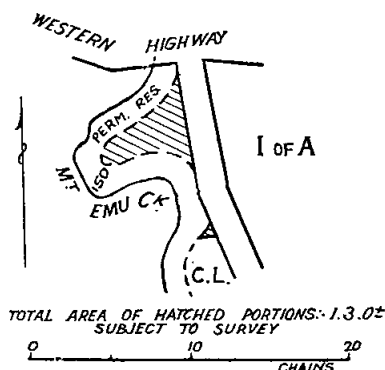 WESTERN HIGHWAY
PERM. RES.
150
I OF A
MT
EMU CK.
C.L.
TOTAL AREA OF HATCHED PORTIONS:- 1.3.0±
SUBJECT TO SURVEY
0 10 20
CHAINS